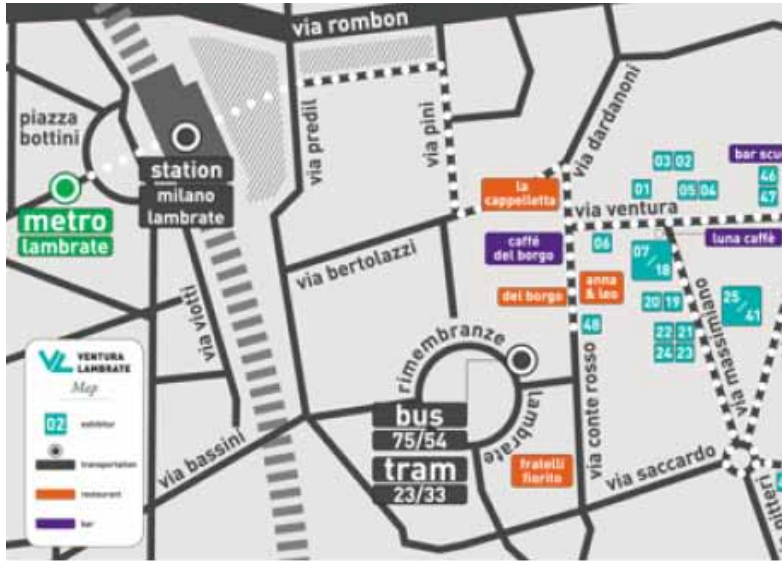 via rombon
piazza
bottini
station
milano
lambrate
metro
lambrate
via predil
via pini
via dardanoni
la
cappelletta
03 02
01
05 04
bar scu
46
47
via ventura
caffé
del borgo
06
07/18
luna caffè
via bertolazzi
del borgo
anna
& leo
20 19
25/41
48
22 21
24 23
via viotti
via massimiano
rimembranze
lambrate
bus
75/54
tram
23/33
via conte rosso
fratelli
fiorito
via saccardo
via bassini
VL VENTURA
LAMBRATE
Map
02 exhibitor
transportation
restaurant
bar